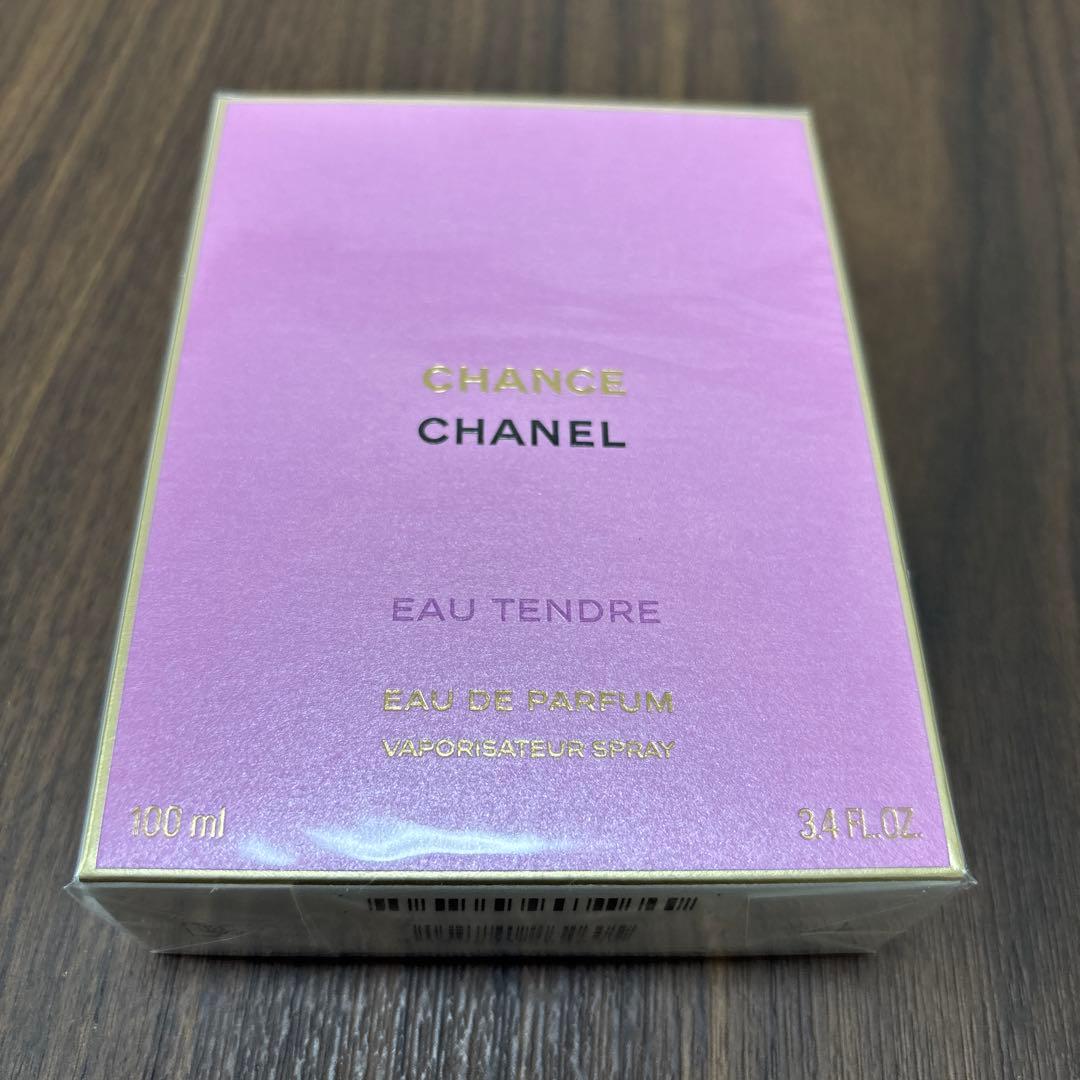 CHANCE
CHANEL
EAU TENDRE
EAU DE PARFUM
VAPORISATEUR SPRAY
100 ml
3.4 FL.OZ.